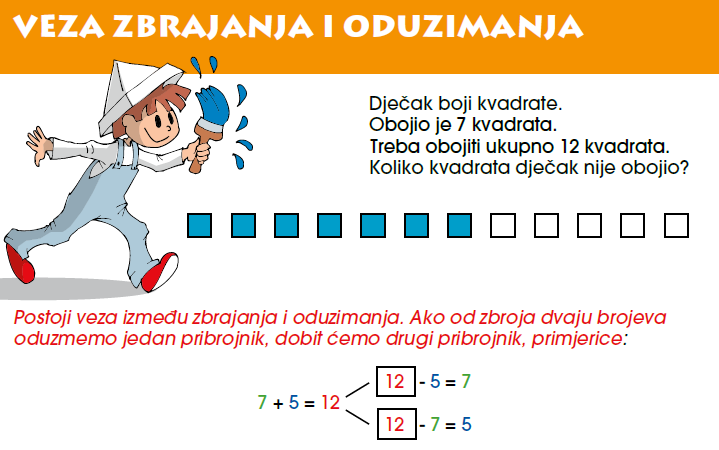 VEZA ZBRAJANJA I ODUZIMANJA
Dječak boji kvadrate.
Obojio je 7 kvadrata.
Treba obojiti ukupno 12 kvadrata.
Koliko kvadrata dječak nije obojio?
Postoji veza između zbrajanja i oduzimanja. Ako od zbroja dvaju brojeva
oduzmemo jedan pribrojnik, dobit ćemo drugi pribrojnik, primjerice:
12 - 5 = 7
7 + 5 = 12
12 - 7 = 5